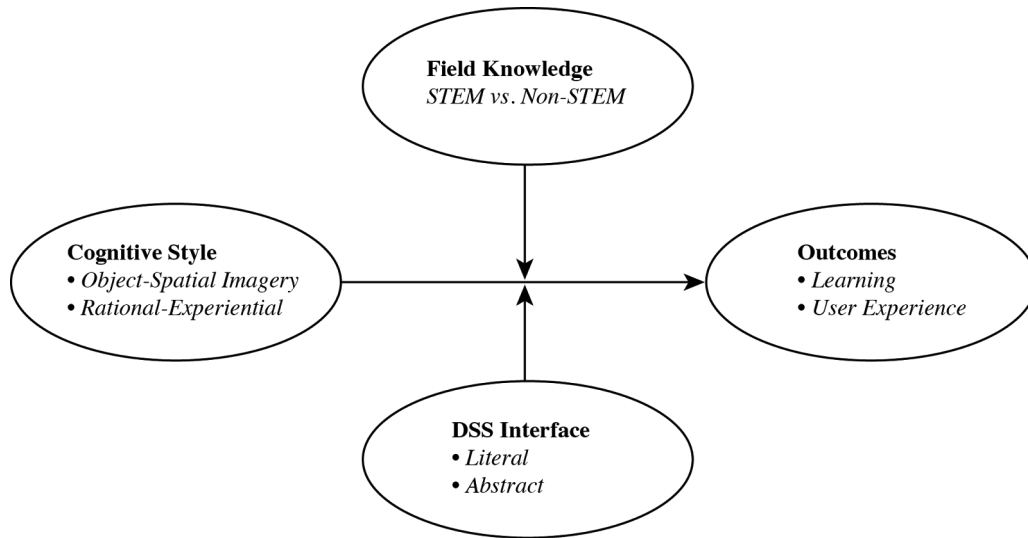 Field Knowledge
STEM vs. Non-STEM
Cognitive Style
• Object-Spatial Imagery
• Rational-Experiential
Outcomes
• Learning
• User Experience
DSS Interface
• Literal
• Abstract